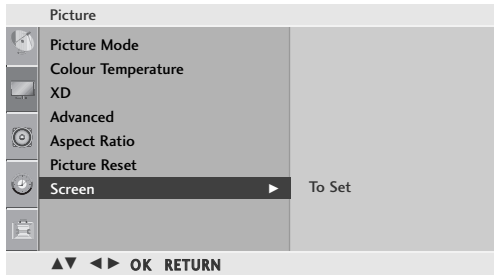 Picture
Picture Mode
Colour Temperature
XD
Advanced
Aspect Ratio
Picture Reset
Screen ► To Set
▲▼ ◄► OK RETURN